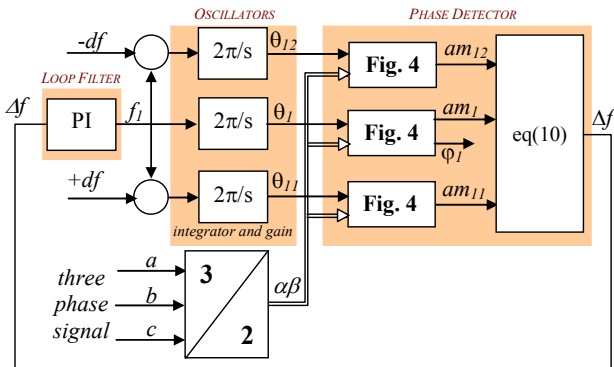 OSCILLATORS
PHASE DETECTOR
-df
2π/s
θ12
Fig. 4
am12
LOOP FILTER
Δf
PI
f1
2π/s
θ1
Fig. 4
am1
φ1
eq(10)
Δf
+df
2π/s
θ11
Fig. 4
am11
integrator and gain
three
phase
signal
a
b
c
3
2
αβ